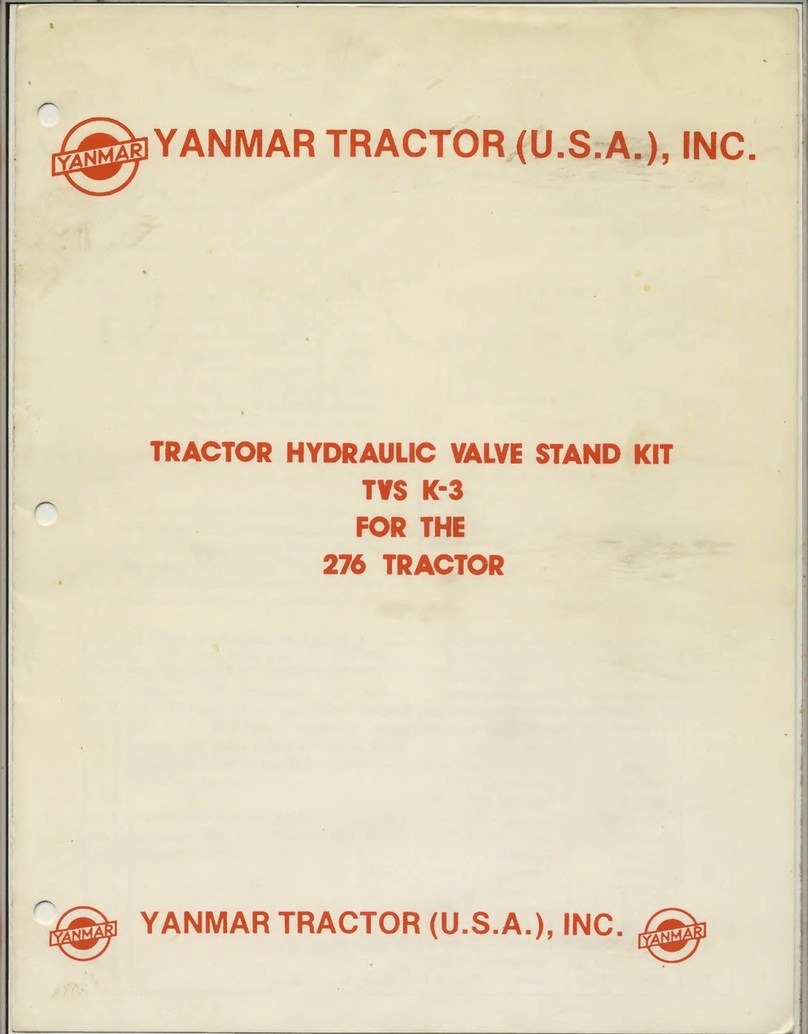 YANMAR YANMAR TRACTOR (U.S.A.), INC.
TRACTOR HYDRAULIC VALVE STAND KIT
TVS K-3
FOR THE
276 TRACTOR
YANMAR YANMAR TRACTOR (U.S.A.), INC. YANMAR